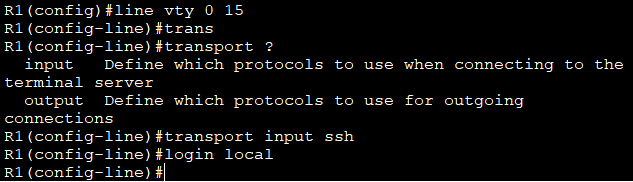 R1(config)#line vty 0 15
R1(config-line)#trans
R1(config-line)#transport ?
  input   Define which protocols to use when connecting to the
terminal server
  output  Define which protocols to use for outgoing
connections
R1(config-line)#transport input ssh
R1(config-line)#login local
R1(config-line)#